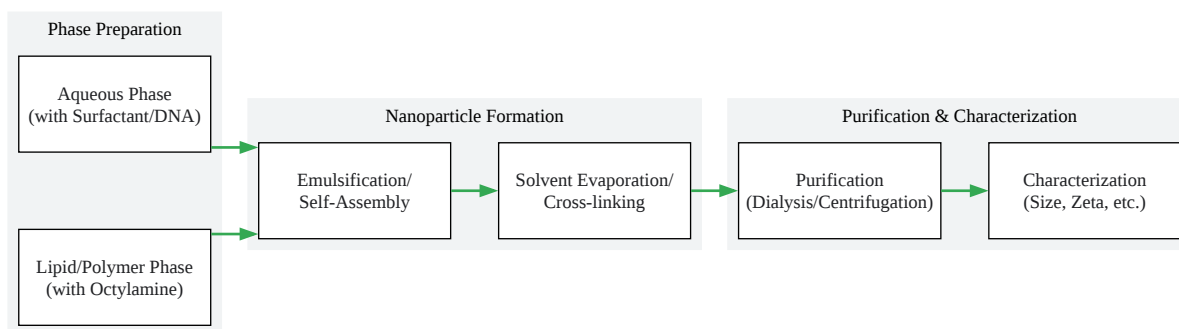 Phase Preparation
Aqueous Phase
(with Surfactant/DNA)
Lipid/Polymer Phase
(with Octylamine)
Nanoparticle Formation
Emulsification/
Self-Assembly
Solvent Evaporation/
Cross-linking
Purification & Characterization
Purification
(Dialysis/Centrifugation)
Characterization
(Size, Zeta, etc.)